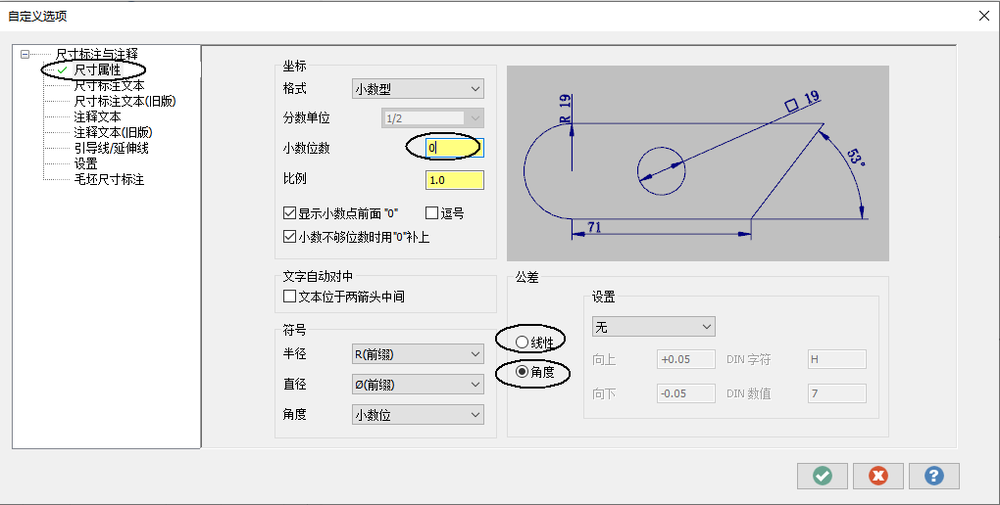 自定义选项
尺寸标注与注释
尺寸属性
尺寸标注文本
尺寸标注文本(旧版)
注释文本
注释文本(旧版)
引导线/延伸线
设置
毛坯尺寸标注
坐标
格式
小数型
分数单位
1/2
小数位数
0
比例
1.0
显示小数点前面 "0"
逗号
小数不够位数时用"0"补上
文字自动对中
文本位于两箭头中间
符号
半径
R(前缀)
直径
Ø(前缀)
角度
小数位
R 19
19
53°
71
公差
线性
角度
设置
无
向上
+0.05
DIN 字符
H
向下
-0.05
DIN 数值
7